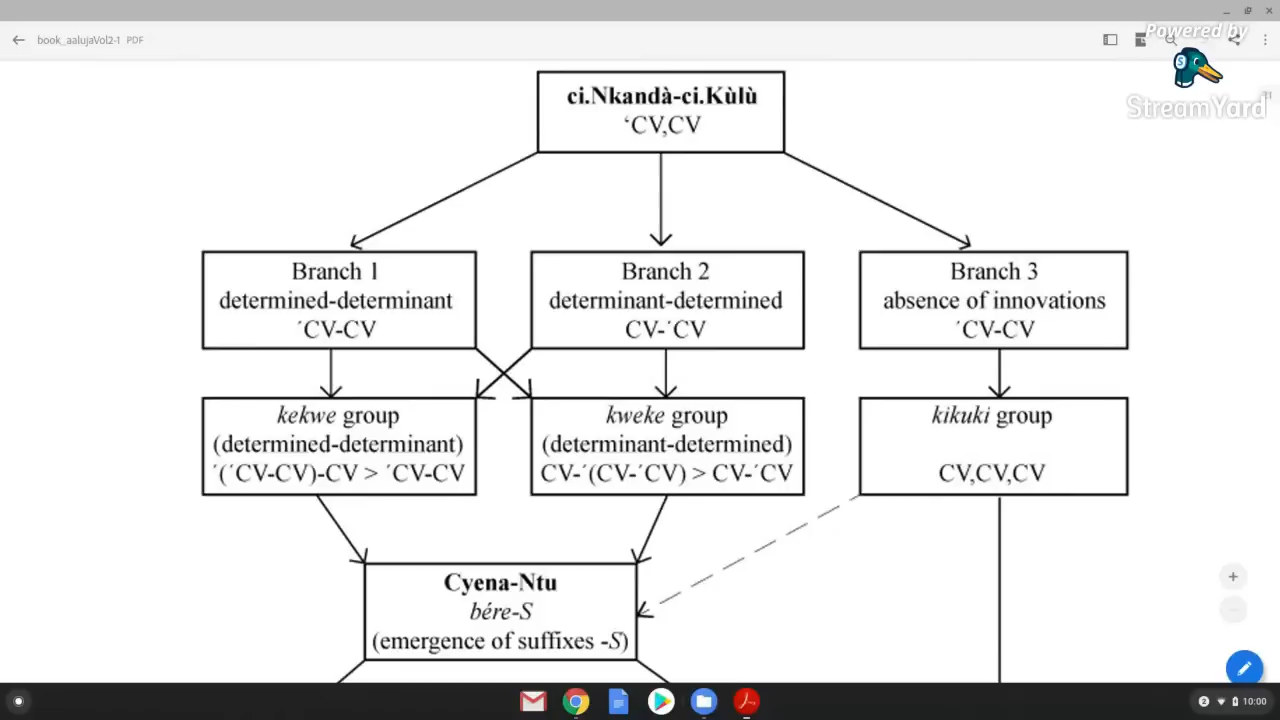 book_aalujaVol2-1 PDF
Powered by
StreamYard
ci.Nkandà-ci.Kùlù
‘CV,CV
Branch 1
determined-determinant
´CV-CV
Branch 2
determinant-determined
CV-´CV
Branch 3
absence of innovations
´CV-CV
kekwe group
(determined-determinant)
´(´CV-CV)-CV > ´CV-CV
kweke group
(determinant-determined)
CV-´(CV-´CV) > CV-´CV
kikuki group
CV,CV,CV
Cyena-Ntu
bére-S
(emergence of suffixes -S)
2
10:00